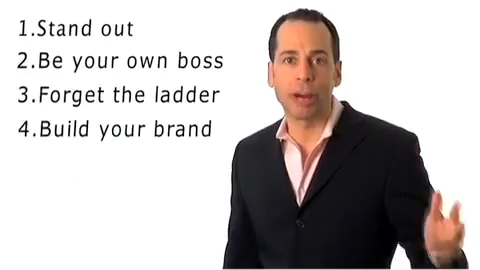 1.Stand out
2.Be your own boss
3.Forget the ladder
4.Build your brand